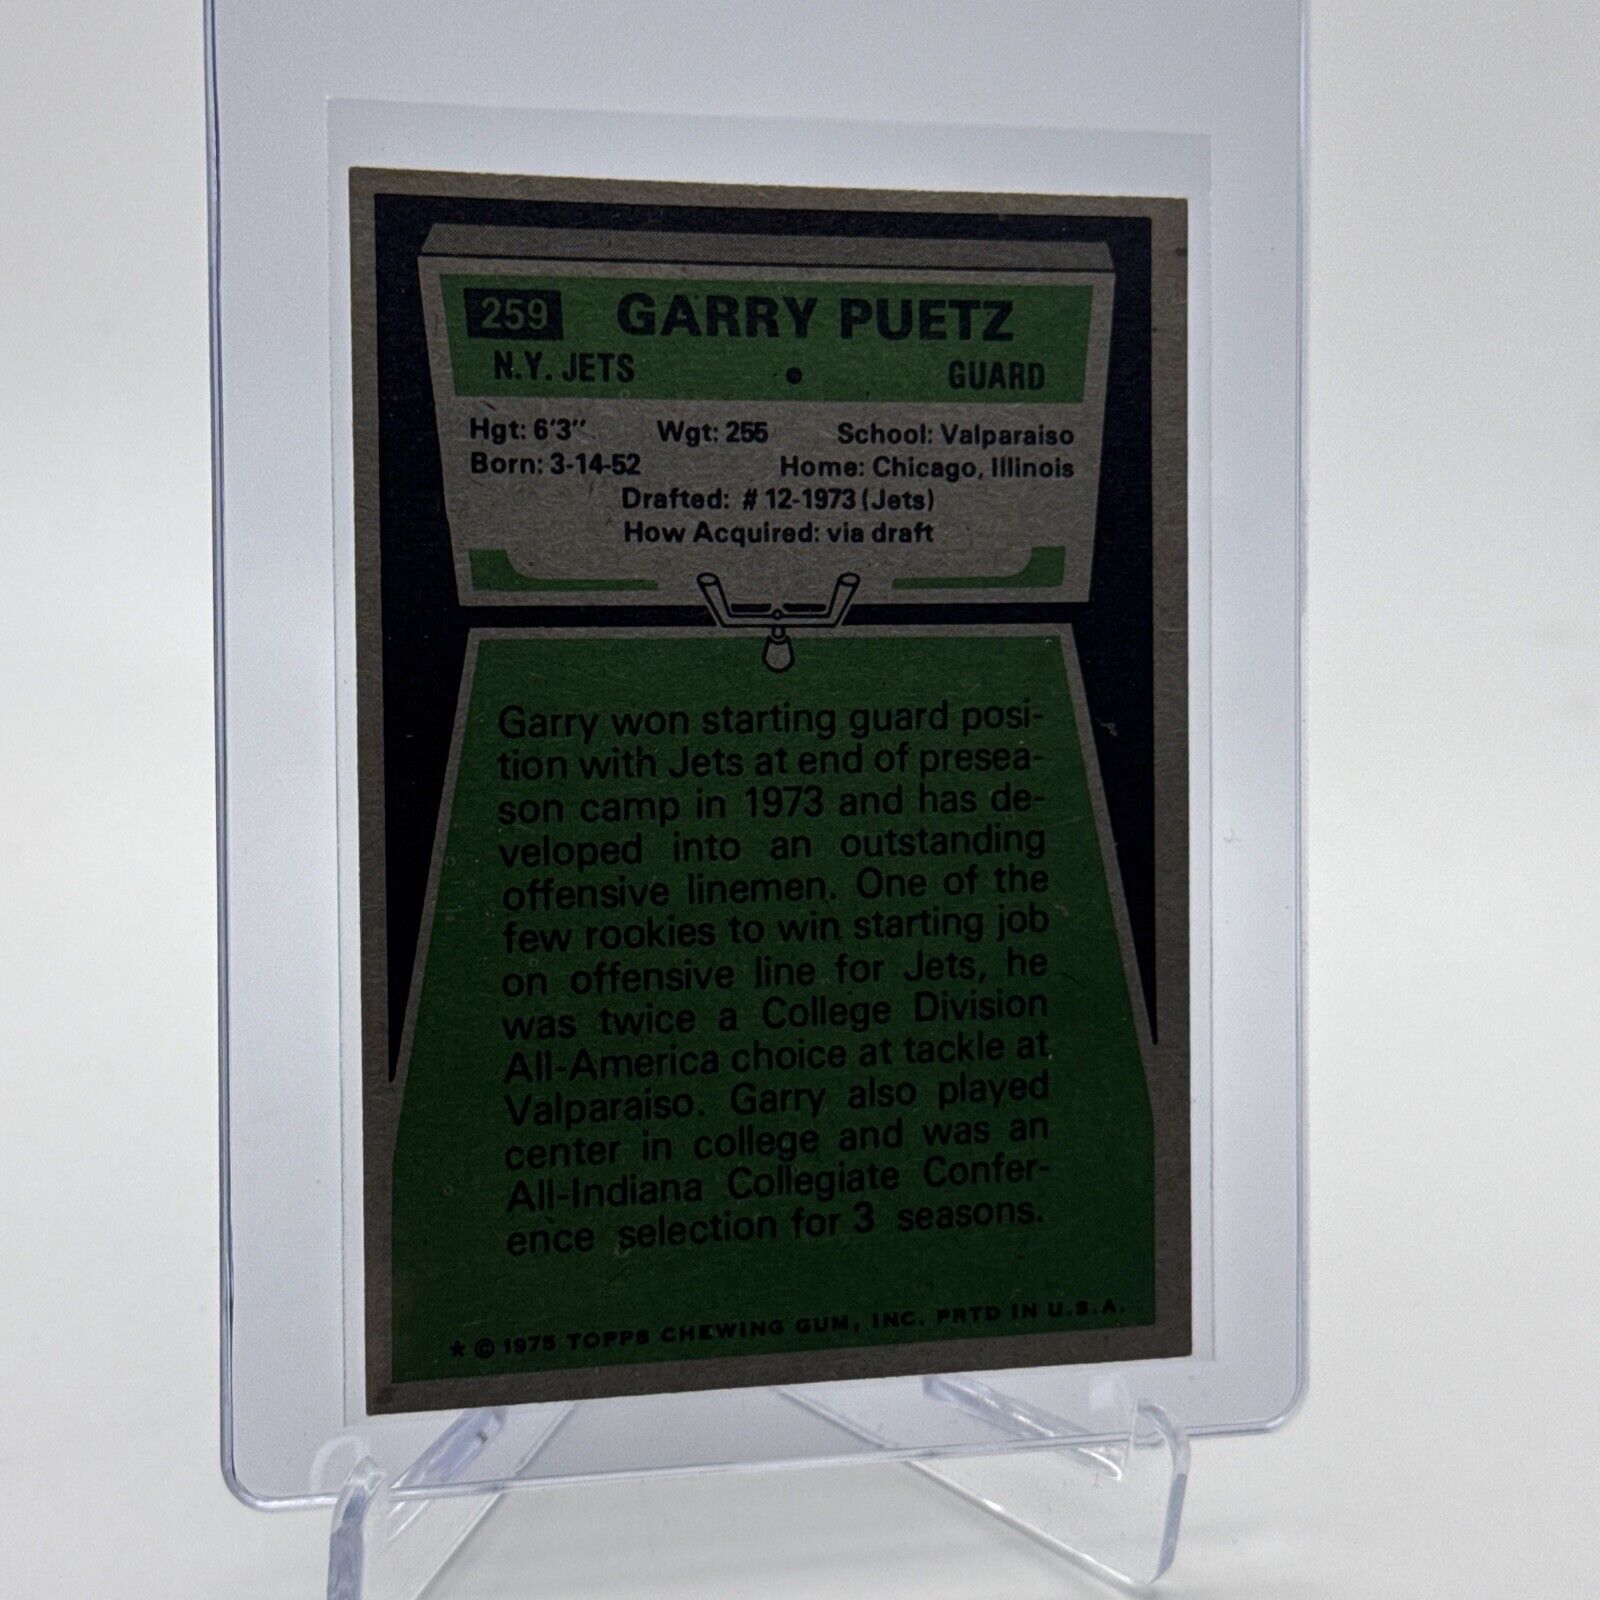 259 GARRY PUETZ
N.Y. JETS • GUARD
Hgt: 6'3" Wgt: 255 School: Valparaiso
Born: 3-14-52 Home: Chicago, Illinois
Drafted: #12-1973 (Jets)
How Acquired: via draft
Garry won starting guard posi-
tion with Jets at end of presea-
son camp in 1973 and has de-
veloped into an outstanding
offensive linemen. One of the
few rookies to win starting job
on offensive line for Jets, he
was twice a College Division
All-America choice at tackle at
Valparaiso. Garry also played
center in college and was an
All-Indiana Collegiate Confer-
ence selection for 3 seasons.
* © 1975 TOPPS CHEWING GUM, INC. PRTD IN U.S.A.